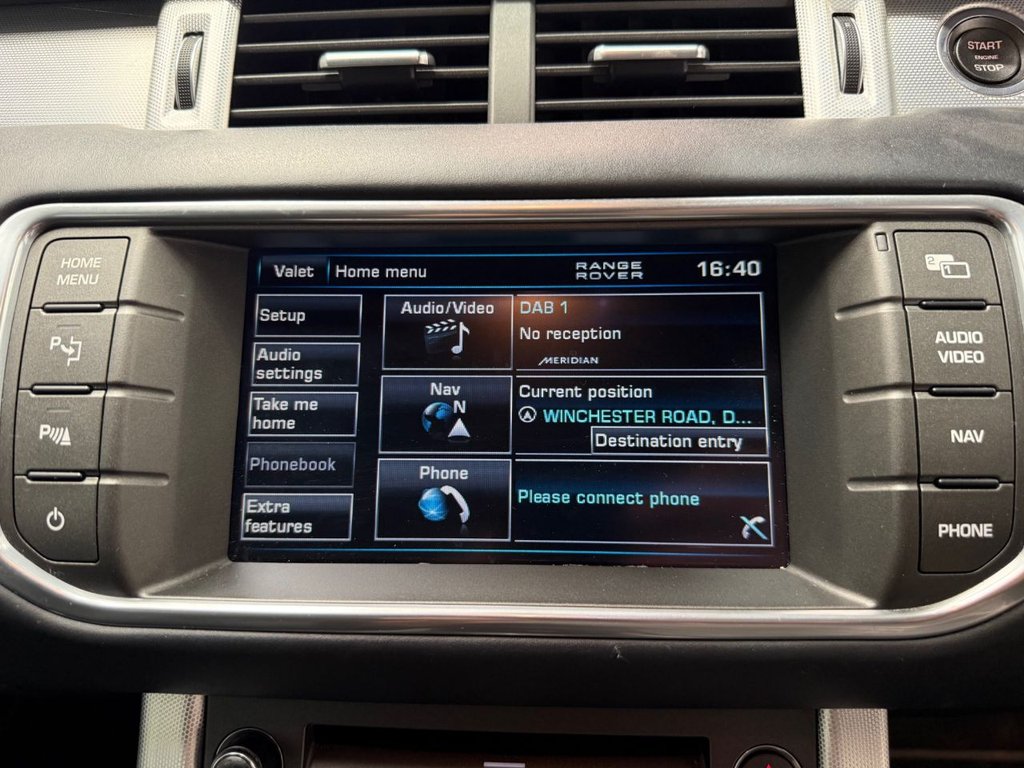 START
ENGINE
STOP
HOME
MENU
Valet
Home menu
RANGE
ROVER
16:40
2
1
Setup
Audio/Video
DAB 1
No reception
MERIDIAN
P
AUDIO
VIDEO
Audio
settings
Nav
N
Current position
WINCHESTER ROAD, D...
Destination entry
Take me
home
P
NAV
Phonebook
Phone
Please connect phone
Extra
features
PHONE